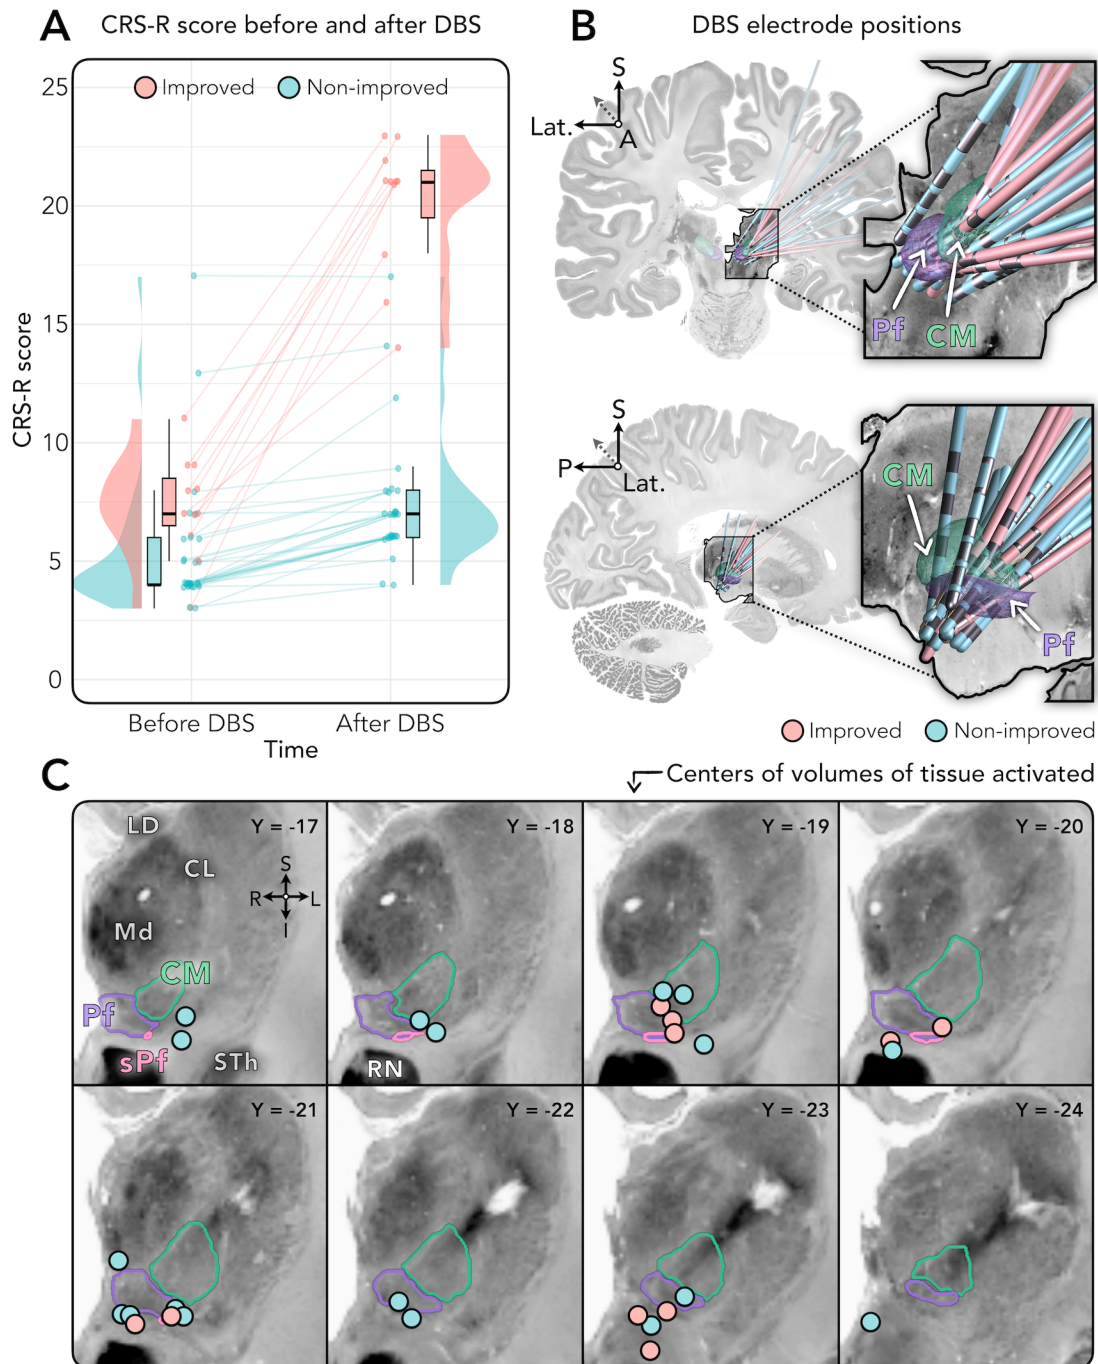 A CRS-R score before and after DBS
Improved Non-improved
25
20
15
10
5
0
CRS-R score
Before DBS After DBS
Time
B DBS electrode positions
S
Lat.
A
Pf CM
S
P
Lat.
CM
Pf
Improved Non-improved
C Centers of volumes of tissue activated
LD Y = -17
CL
S
R L
I
Md
CM
Pf
sPf STh
Y = -18
RN
Y = -19
Y = -20
Y = -21
Y = -22
Y = -23
Y = -24